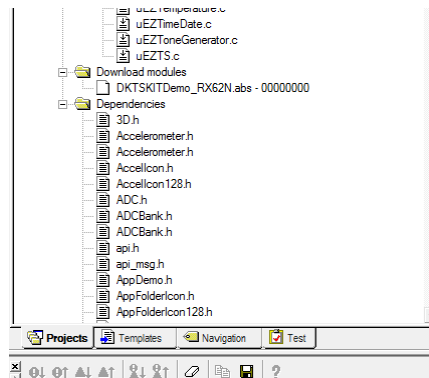 uEZTemperature.c
uEZTimeDate.c
uEZToneGenerator.c
uEZTS.c
Download modules
DKTSKITDemo_RX62N.abs - 00000000
Dependencies
3D.h
Accelerometer.h
Accelerometer.h
AccelIcon.h
AccelIcon128.h
ADC.h
ADCBank.h
ADCBank.h
api.h
api_msg.h
AppDemo.h
AppFolderIcon.h
AppFolderIcon128.h
Projects Templates Navigation Test